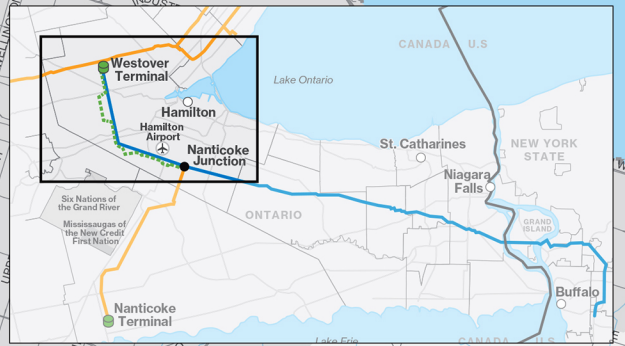 INDUST
CANADA
U.S
Westover
Terminal
Lake Ontario
Hamilton
Hamilton
Airport
Nanticoke
Junction
St. Catharines
NEW YORK
STATE
Niagara
Falls
Six Nations of
the Grand River
Mississaugas of
the New Credit
First Nation
ONTARIO
GRAND
ISLAND
Buffalo
Nanticoke
Terminal
Lake Erie
CANADA
U.S